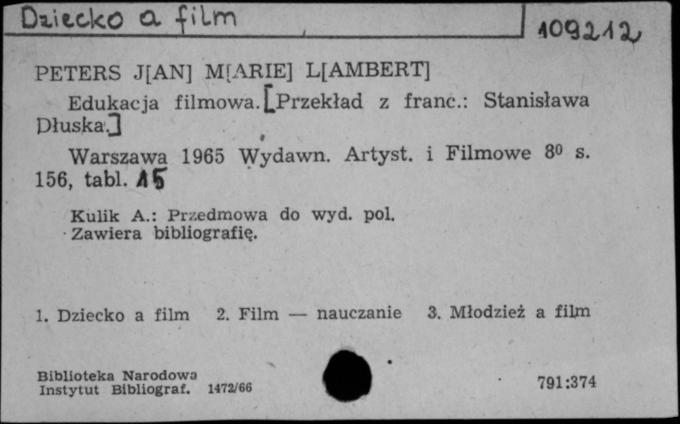 Dziecko a film
109212
PETERS J[AN] M[ARIE] L[AMBERT]
Edukacja filmowa. [Przekład z franc.: Stanisława
Dłuska.]
Warszawa 1965 Wydawn. Artyst. i Filmowe 8⁰ s.
156, tabl. 15
Kulik A.: Przedmowa do wyd. pol.
Zawiera bibliografię.
1. Dziecko a film 2. Film — nauczanie 3. Młodzież a film
Biblioteka Narodowa
Instytut Bibliograf. 1472/66
791:374